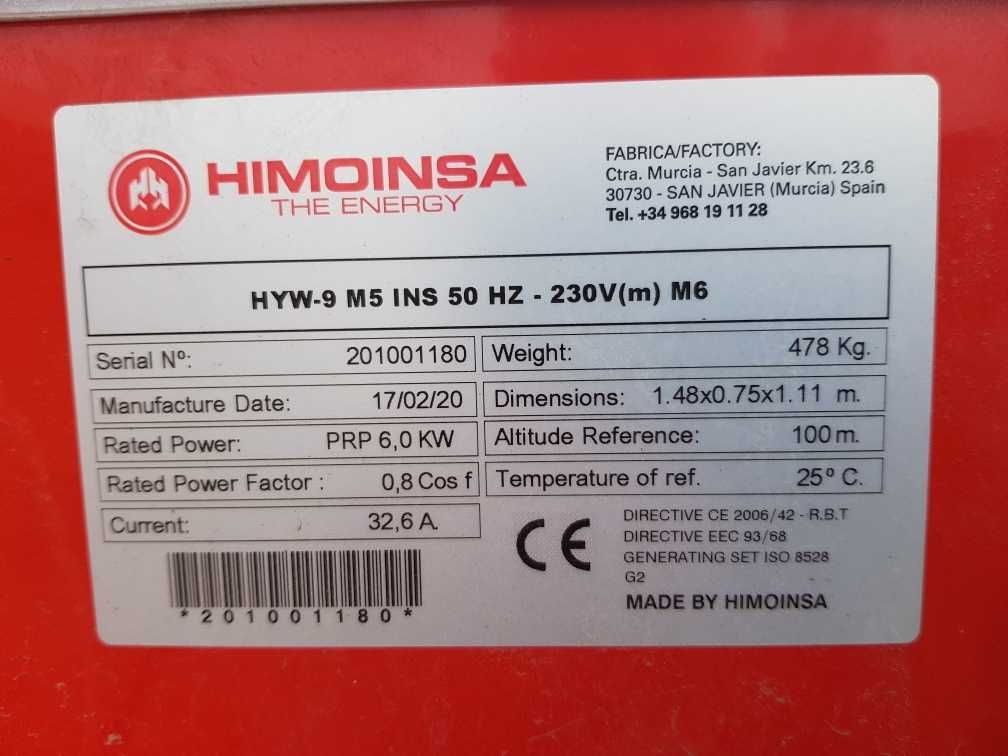 HIMOINSA
THE ENERGY
FABRICA/FACTORY:
Ctra. Murcia - San Javier Km. 23.6
30730 - SAN JAVIER (Murcia) Spain
Tel. +34 968 19 11 28
HYW-9 M5 INS 50 HZ - 230V(m) M6
Serial Nº: 201001180
Weight: 478 Kg.
Manufacture Date: 17/02/20
Dimensions: 1.48x0.75x1.11 m.
Rated Power: PRP 6,0 KW
Altitude Reference: 100 m.
Rated Power Factor : 0,8 Cos f
Temperature of ref. 25º C.
Current: 32,6 A.
CE
DIRECTIVE CE 2006/42 - R.B.T
DIRECTIVE EEC 93/68
GENERATING SET ISO 8528
G2
MADE BY HIMOINSA
*201001180*